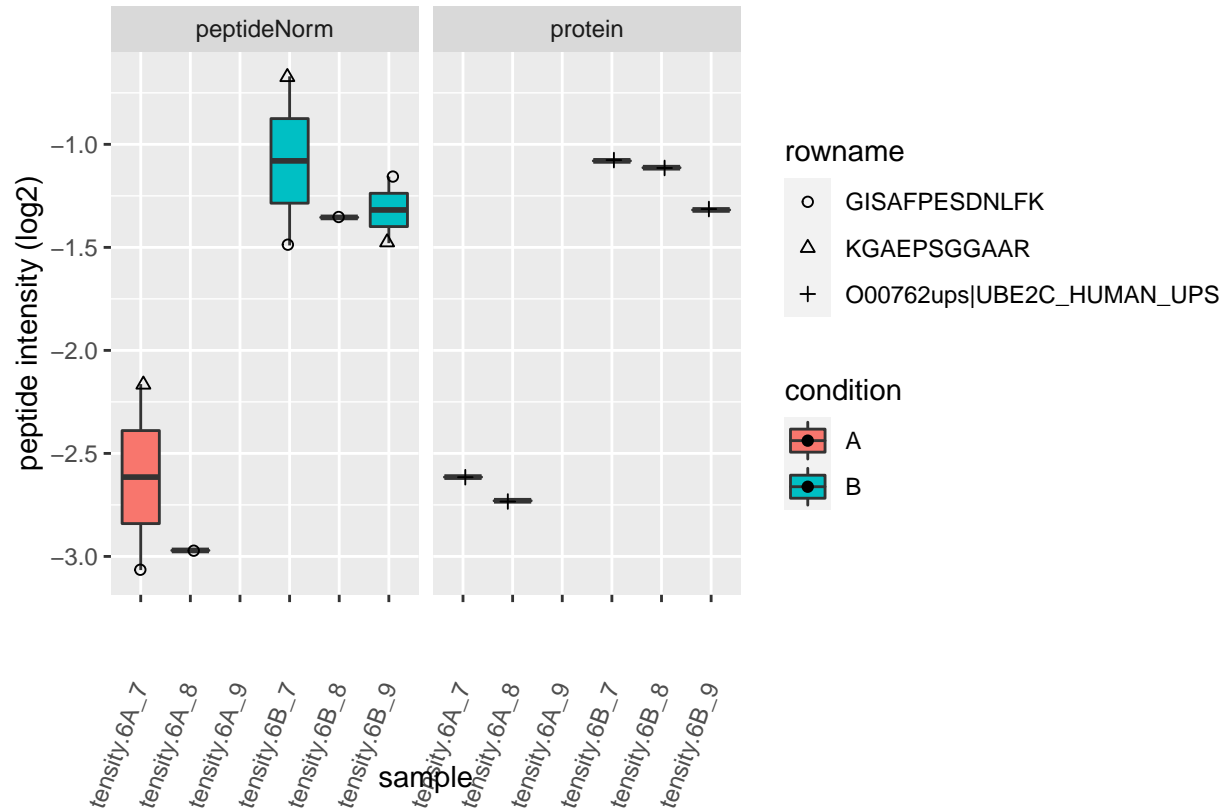 peptideNorm
protein
peptide intensity (log2)
−1.0
−1.5
−2.0
−2.5
−3.0
tensity.6A_7
tensity.6A_8
tensity.6A_9
tensity.6B_7
tensity.6B_8
tensity.6B_9
tensity.6A_7
tensity.6A_8
tensity.6A_9
tensity.6B_7
tensity.6B_8
tensity.6B_9
sample
rowname
GISAFPESDNLFK
KGAEPSGGAAR
O00762ups|UBE2C_HUMAN_UPS
condition
A
B